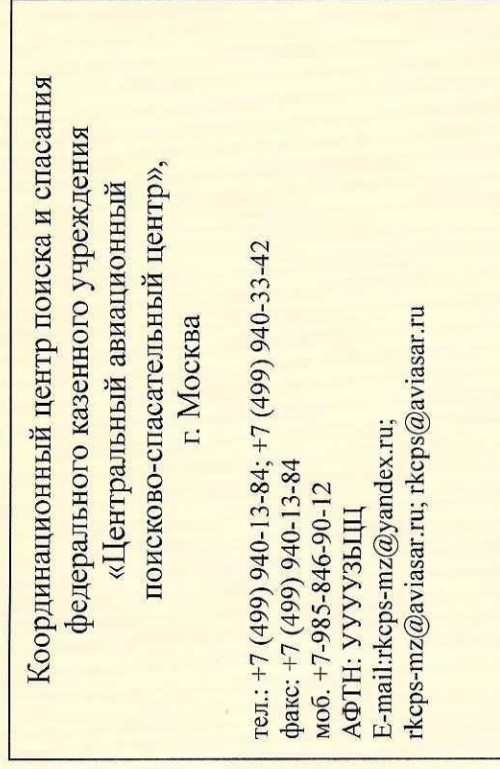 Координационный центр поиска и спасания
федерального казенного учреждения
«Центральный авиационный
поисково-спасательный центр»,
г. Москва
тел.: +7 (499) 940-13-84; +7 (499) 940-33-42
факс: +7 (499) 940-13-84
моб. +7-985-846-90-12
АФТН: УУУУЗЫЦЦ
E-mail:rkcps-mz@yandex.ru;
rkcps-mz@aviasar.ru; rkcps@aviasar.ru